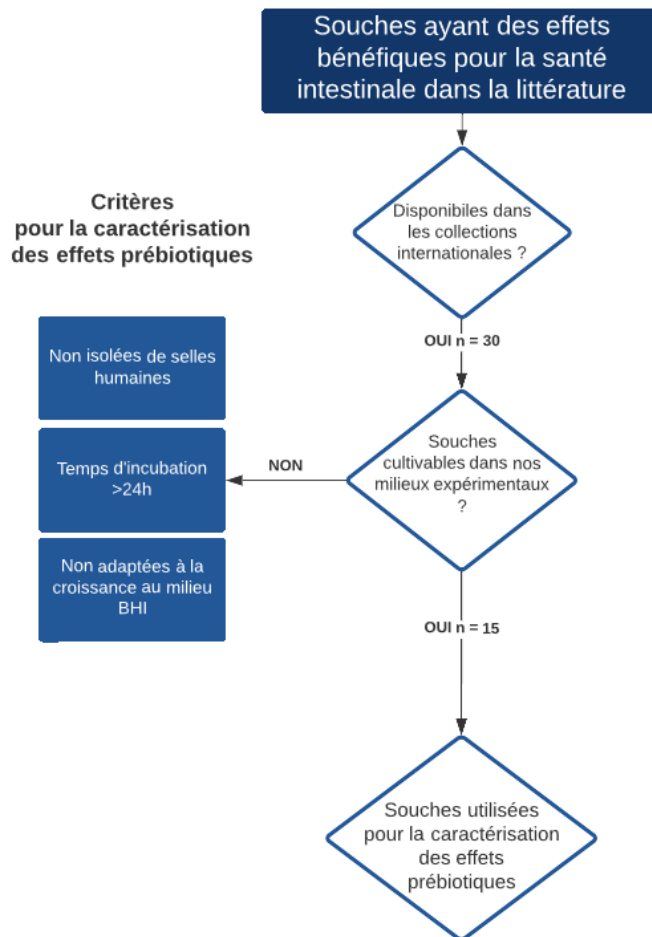 Souches ayant des effets
bénéfiques pour la santé
intestinale dans la littérature
Disponibiles dans
les collections
internationales ?
Critères
pour la caractérisation
des effets prébiotiques
OUI n = 30
Non isolées de selles
humaines
Souches
cultivables dans nos
milieux expérimentaux
?
NON
Temps d'incubation
>24h
Non adaptées à la
croissance au milieu
BHI
OUI n = 15
Souches utilisées
pour la caractérisation
des effets
prébiotiques